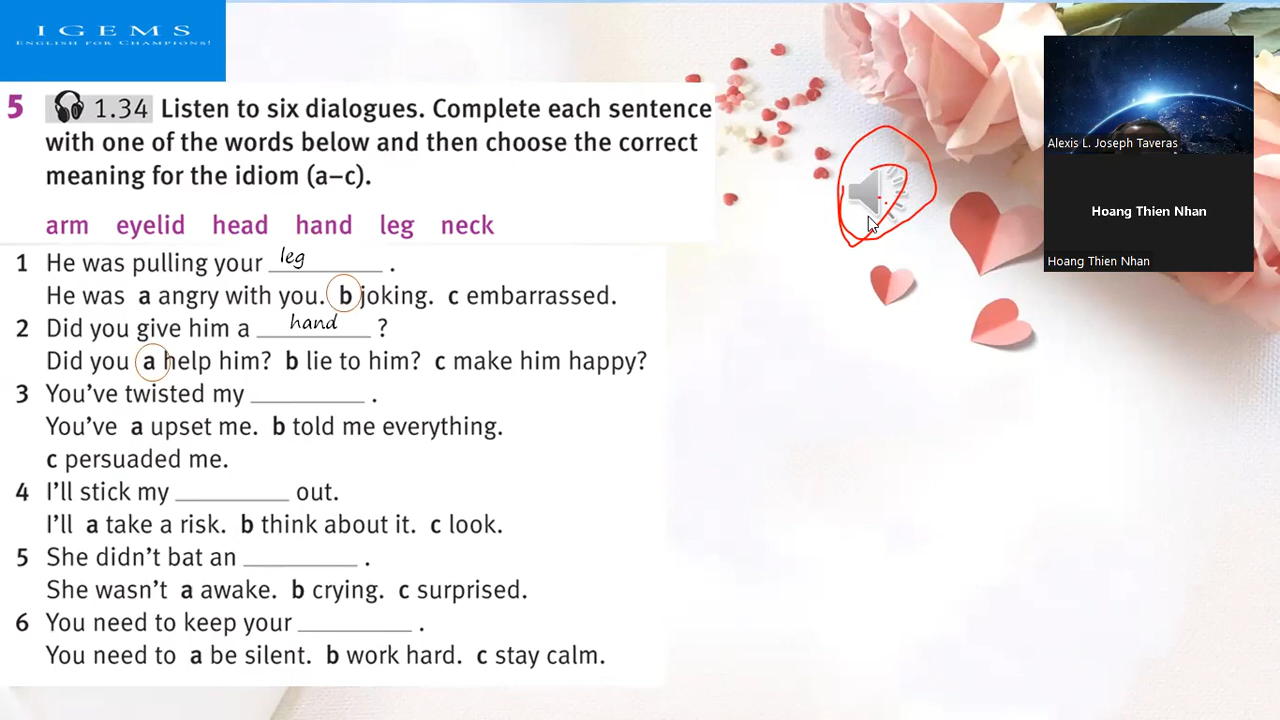 I G E M S
ENGLISH FOR CHAMPIONS!
5 1.34 Listen to six dialogues. Complete each sentence
with one of the words below and then choose the correct
meaning for the idiom (a–c).
arm eyelid head hand leg neck
1 He was pulling your leg .
He was a angry with you. b joking. c embarrassed.
2 Did you give him a hand ?
Did you a help him? b lie to him? c make him happy?
3 You've twisted my ________ .
You've a upset me. b told me everything.
c persuaded me.
4 I'll stick my ________ out.
I'll a take a risk. b think about it. c look.
5 She didn't bat an ________ .
She wasn't a awake. b crying. c surprised.
6 You need to keep your ________ .
You need to a be silent. b work hard. c stay calm.
Alexis L. Joseph Taveras
Hoang Thien Nhan
Hoang Thien Nhan